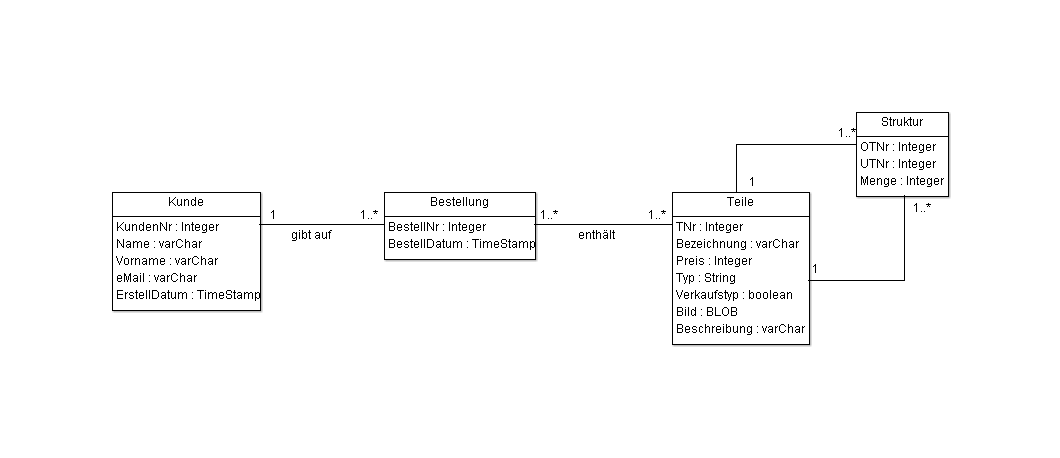 Struktur
1..*
OTNr : Integer
UTNr : Integer
Menge : Integer
1
1..*
Kunde
KundenNr : Integer
Name : varChar
Vorname : varChar
eMail : varChar
ErstellDatum : TimeStamp
1
gibt auf
1..*
Bestellung
BestellNr : Integer
BestellDatum : TimeStamp
1..*
enthält
1..*
Teile
TNr : Integer
Bezeichnung : varChar
Preis : Integer
Typ : String
Verkaufstyp : boolean
Bild : BLOB
Beschreibung : varChar
1